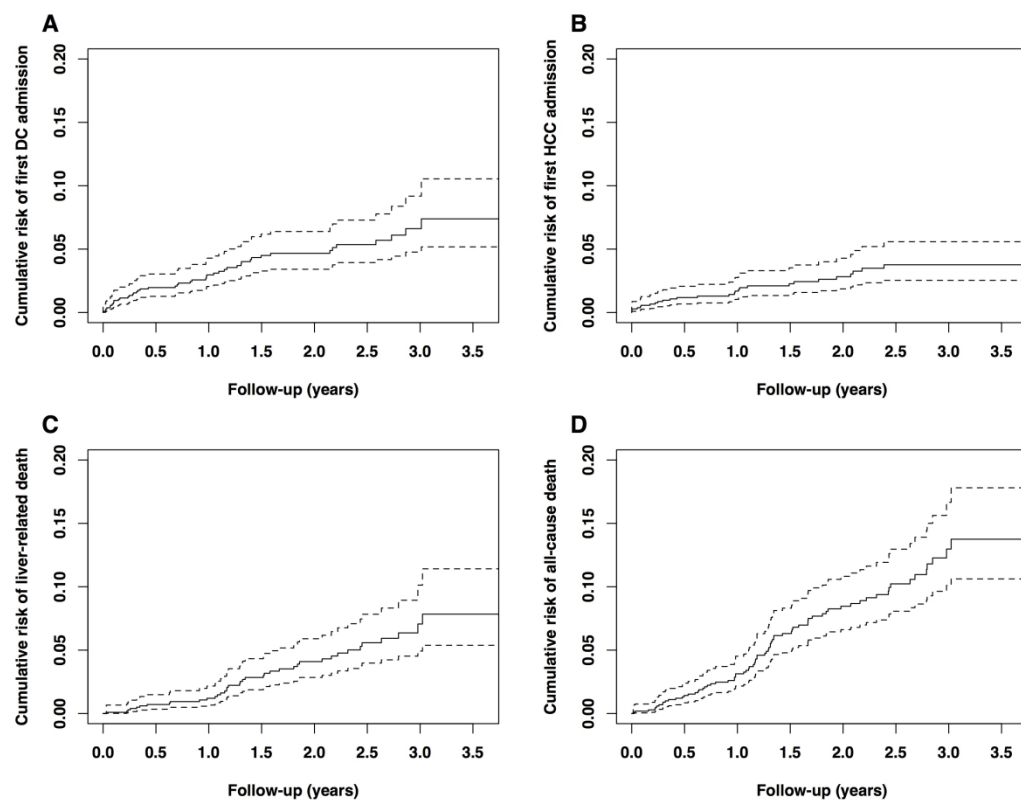 A
Cumulative risk of first DC admission
0.20
0.15
0.10
0.05
0.00
0.0 0.5 1.0 1.5 2.0 2.5 3.0 3.5
Follow-up (years)
B
Cumulative risk of first HCC admission
0.20
0.15
0.10
0.05
0.00
0.0 0.5 1.0 1.5 2.0 2.5 3.0 3.5
Follow-up (years)
C
Cumulative risk of liver-related death
0.20
0.15
0.10
0.05
0.00
0.0 0.5 1.0 1.5 2.0 2.5 3.0 3.5
Follow-up (years)
D
Cumulative risk of all-cause death
0.20
0.15
0.10
0.05
0.00
0.0 0.5 1.0 1.5 2.0 2.5 3.0 3.5
Follow-up (years)